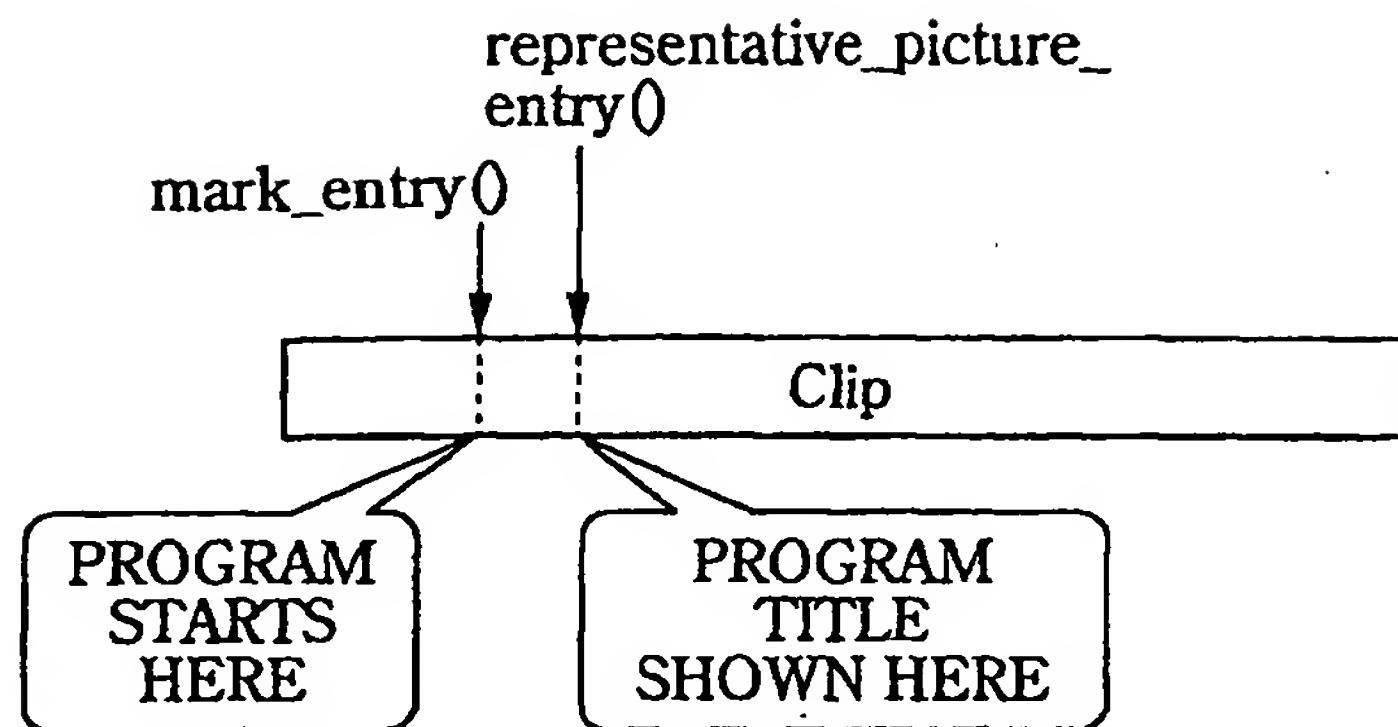 representative_picture_
entry()
mark_entry()
Clip
PROGRAM
STARTS
HERE
PROGRAM
TITLE
SHOWN HERE